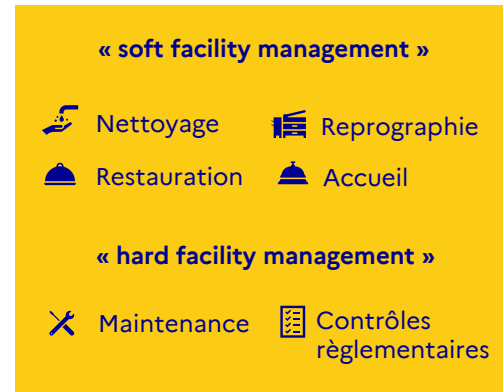 « soft facility management »
Nettoyage
Reprographie
Restauration
Accueil
« hard facility management »
Maintenance
Contrôles
règlementaires